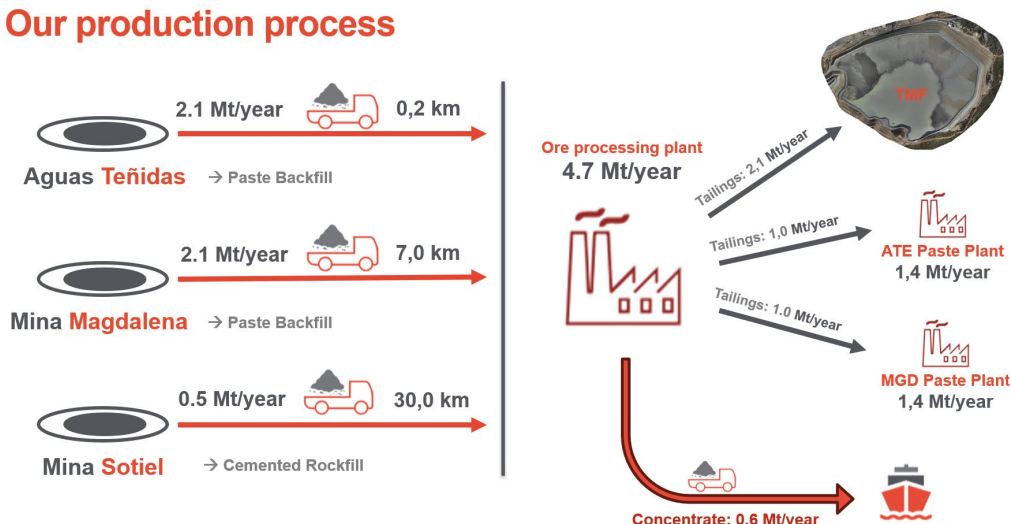 Our production process
2.1 Mt/year 0,2 km
Aguas Teñidas → Paste Backfill
2.1 Mt/year 7,0 km
Mina Magdalena → Paste Backfill
0.5 Mt/year 30,0 km
Mina Sotiel → Cemented Rockfill
Ore processing plant
4.7 Mt/year
Tailings: 2,1 Mt/year
TMF
Tailings: 1,0 Mt/year
ATE Paste Plant
1,4 Mt/year
Tailings: 1.0 Mt/year
MGD Paste Plant
1,4 Mt/year
Concentrate: 0.6 Mt/year